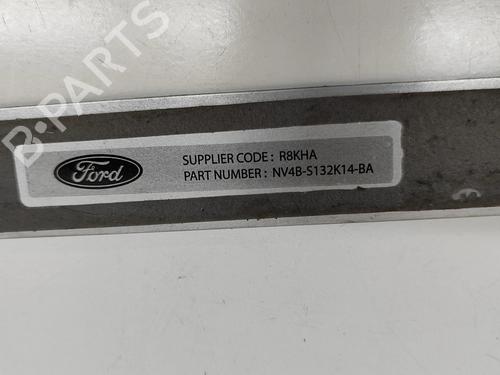 B-PARTS
Ford
SUPPLIER CODE : R8KHA
PART NUMBER : NV4B-S132K14-BA